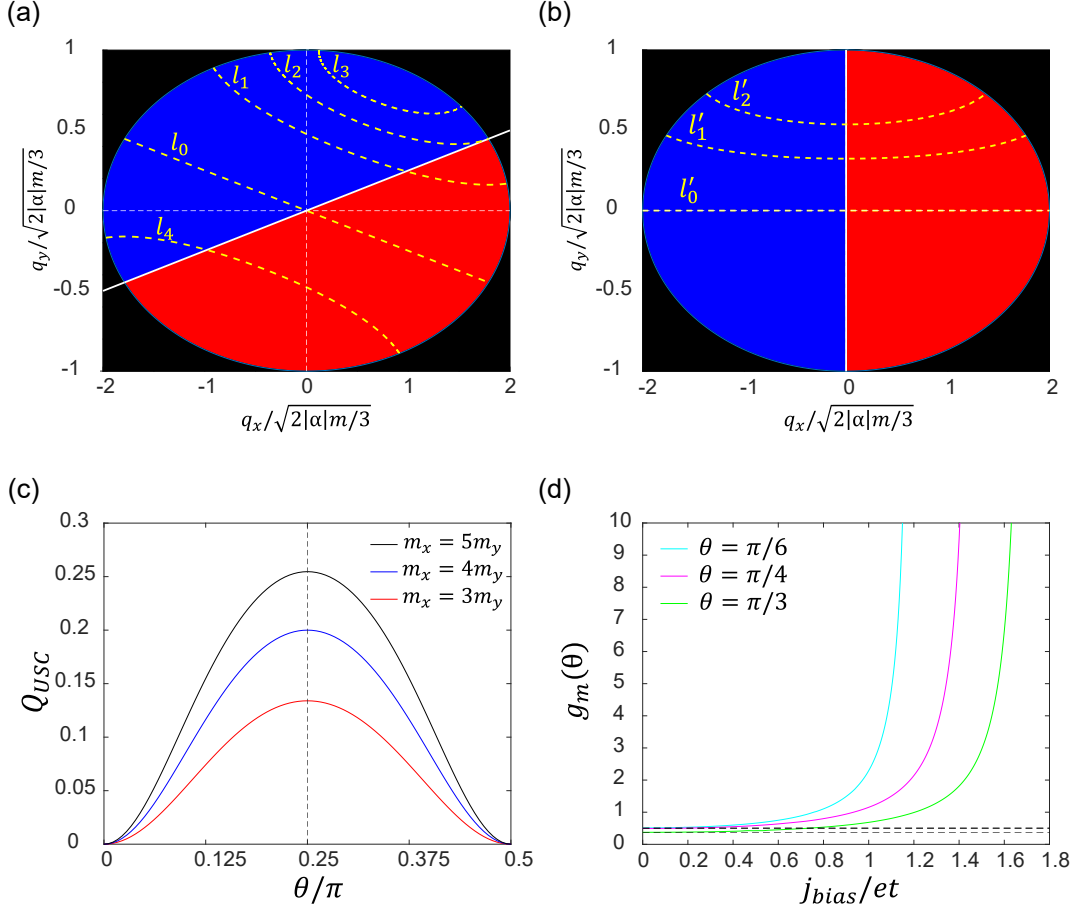 (a)
1
0.5
0
-0.5
-1
-2
-1
0
1
2
l₀
l₁
l₂
l₃
l₄
q_y/√2|α|m/3
q_x/√2|α|m/3
(b)
1
0.5
0
-0.5
-1
-2
-1
0
1
2
l′₂
l′₁
l′₀
q_y/√2|α|m/3
q_x/√2|α|m/3
(c)
0.3
0.25
0.2
0.15
0.1
0.05
0
0
0.125
0.25
0.375
0.5
m_x = 5m_y
m_x = 4m_y
m_x = 3m_y
Q_USC
θ/π
(d)
10
9
8
7
6
5
4
3
2
1
0
0
0.2
0.4
0.6
0.8
1
1.2
1.4
1.6
1.8
θ = π/6
θ = π/4
θ = π/3
g_m(θ)
j_bias/et